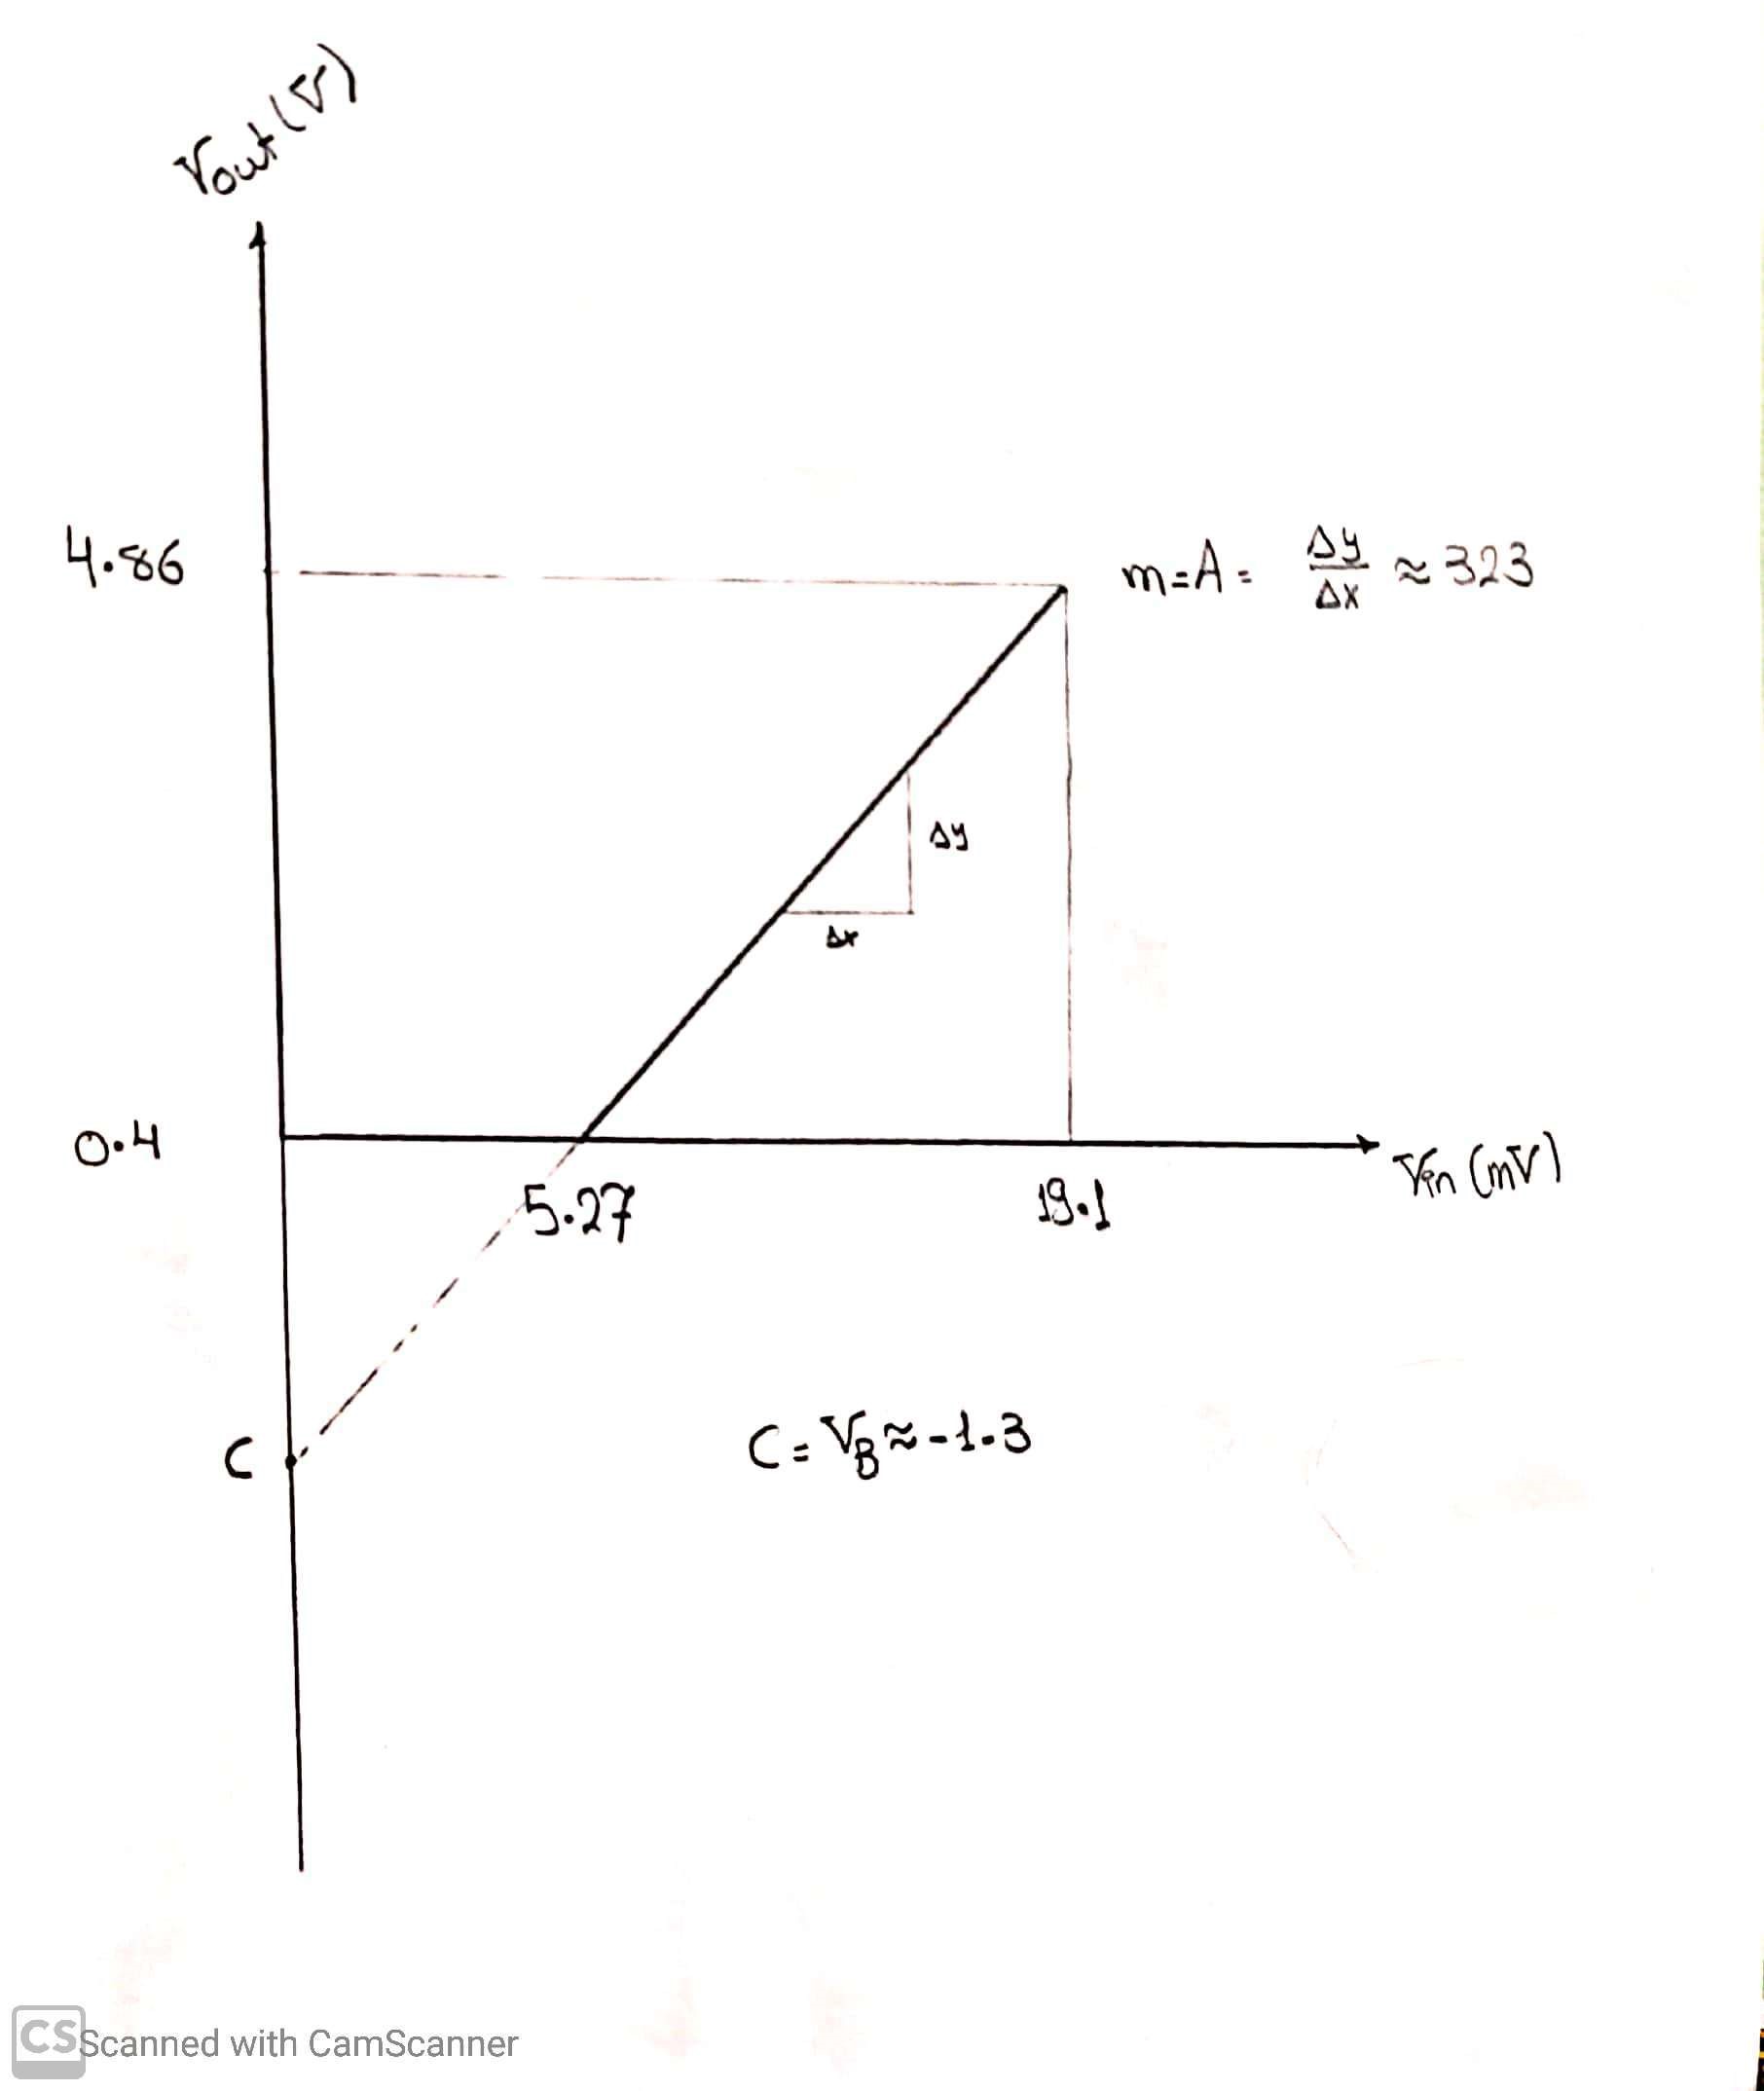 Vout (V)
4.86
m=A= Δy/Δx ≈ 323
Δy
Δx
0.4
Vin (mV)
5.27
19.1
C
C = VB ≈ -1.3
CS Scanned with CamScanner